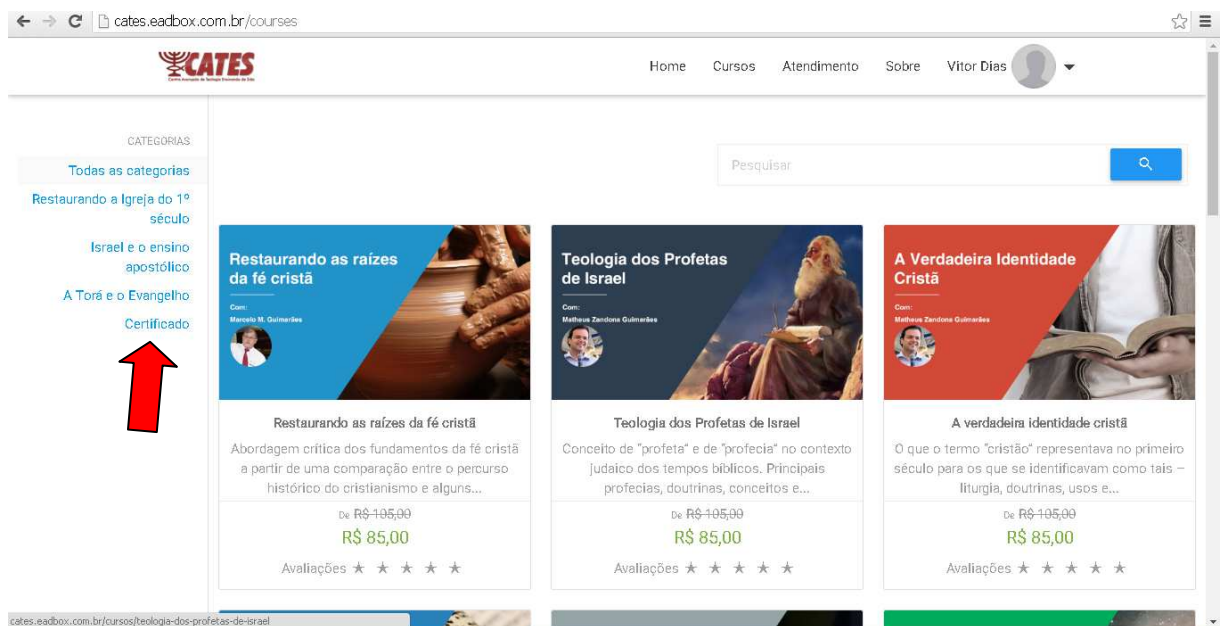 cates.eadbox.com.br/courses
CATES
Home Cursos Atendimento Sobre Vitor Dias
CATEGORIAS
Todas as categorias
Restaurando a Igreja do 1º
século
Israel e o ensino
apostólico
A Torá e o Evangelho
Certificado
Pesquisar
Restaurando as raízes
da fé cristã
Com:
Marcelo M. Guimarães
Restaurando as raízes da fé cristã
Abordagem crítica dos fundamentos da fé cristã
a partir de uma comparação entre o percurso
histórico do cristianismo e alguns...
De R$ 105,00
R$ 85,00
Avaliações ★ ★ ★ ★ ★
Teologia dos Profetas
de Israel
Com:
Matheus Zandona Guimarães
Teologia dos Profetas de Israel
Conceito de "profeta" e de "profecia" no contexto
judaico dos tempos bíblicos. Principais
profecias, doutrinas, conceitos e...
De R$ 105,00
R$ 85,00
Avaliações ★ ★ ★ ★ ★
A Verdadeira Identidade
Cristã
Com:
Matheus Zandona Guimarães
A verdadeira identidade cristã
O que o termo "cristão" representava no primeiro
século para os que se identificavam como tais –
liturgia, doutrinas, usos e...
De R$ 105,00
R$ 85,00
Avaliações ★ ★ ★ ★ ★
cates.eadbox.com.br/cursos/teologia-dos-profetas-de-israel